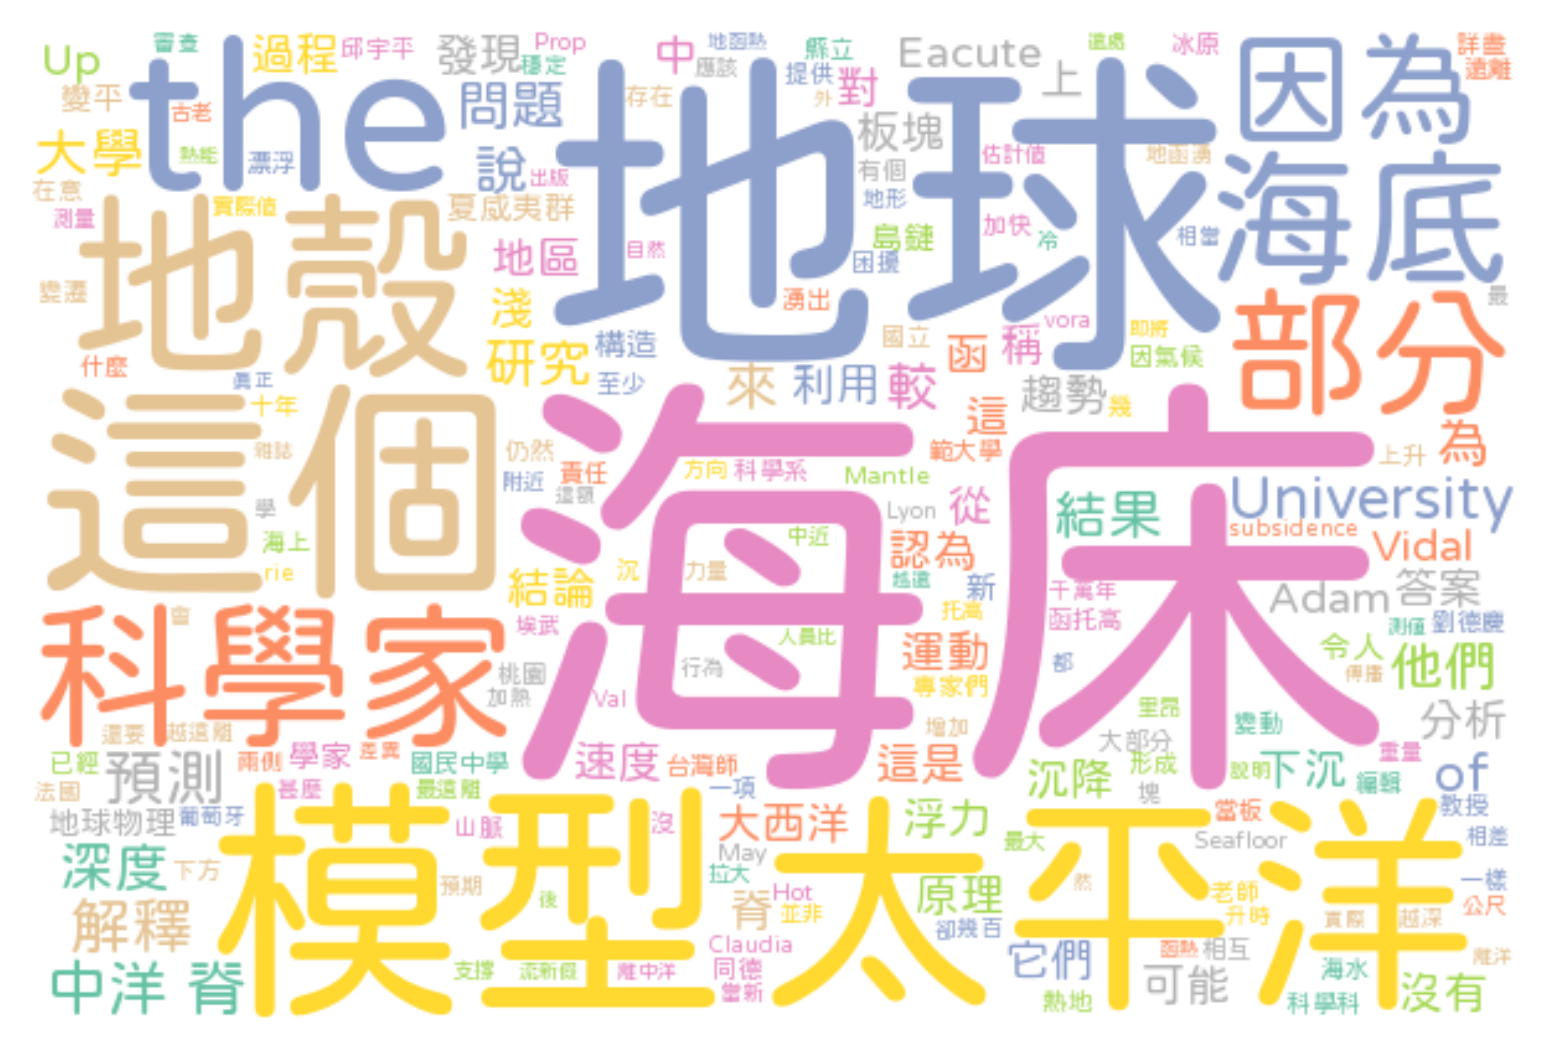 Up 審查 過程 邱宇平 發現 Prop 穩定 中 應該 地函熱 縣立 Eacute 上 遠處 冰原 詳盡 遠離
the 地球 因為
變平 古老 問題 存在 提供 外 對
大學 熱能 漂浮 說 出版 板塊 有個 估計值 地函湧
在意 測量 實際值 夏威夷群 地形 海底
地殼 地區 自然 島鏈 困擾 加快 冷 相當
變遷 淺 湧出 最
什麼 研究 構造 國立 函 稱 vora 即將 因氣候 部分
真正 至少 來 利用 較 趨勢 幾
這個 十年 海床 這 為
雜誌 仍然 範大學 上升
附近 責任 這顆 方向 科學系 Mantle
學 Lyon 從 結果 University
海上 中近 認為 subsidence Vidal
rie 結論 沉 力量 越遠 新 千萬年 Adam 答案
科學家 會 埃武 托高 函托高 測值 劉德慶
人員比 運動 都 令人 他們
桃園 行為 專家們 傳播
加熱 Val 里昂 分析
還要 越遠離 增加 大部分 變動
已經 預測 兩側 學家 差異 國民中學 速度 台灣師 這是 沉降 形成 說明 下沉 重量 編輯 of
法國 甚麼 最遠離 一項 塊 教授
模型 太平洋
地球物理 葡萄牙 山脈 沒 大西洋 浮力 當板 相差
深度 下方 May 最大 Seafloor
預期 拉大 Hot 原理 然 老師 一樣
解釋 後 脊 並非 卻幾百 升時 實際 越深 公尺
Claudia 它們 函熱 相互 離洋
中洋 脊 支撐 流新假 離中洋 同德 當新 熱地 可能 海水 科學科 沒有